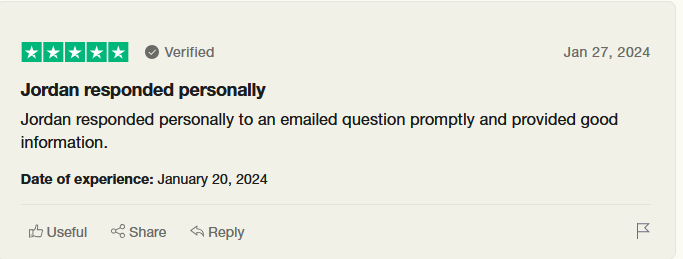 Verified
Jan 27, 2024
Jordan responded personally
Jordan responded personally to an emailed question promptly and provided good
information.
Date of experience: January 20, 2024
Useful
Share
Reply